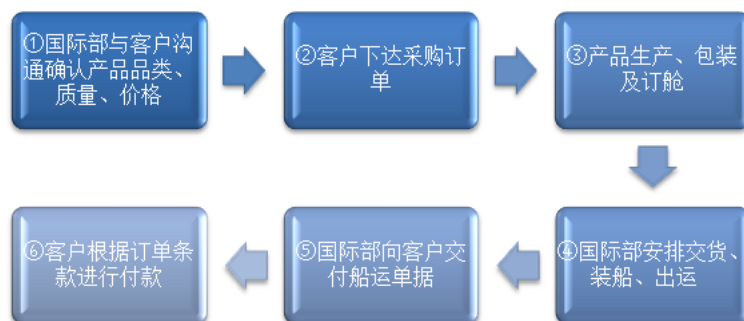 ①国际部与客户沟
通确认产品品类、
质量、价格
②客户下达采购订
单
③产品生产、包装
及订舱
④国际部安排交货、
装船、出运
⑤国际部向客户交
付船运单据
⑥客户根据订单条
款进行付款